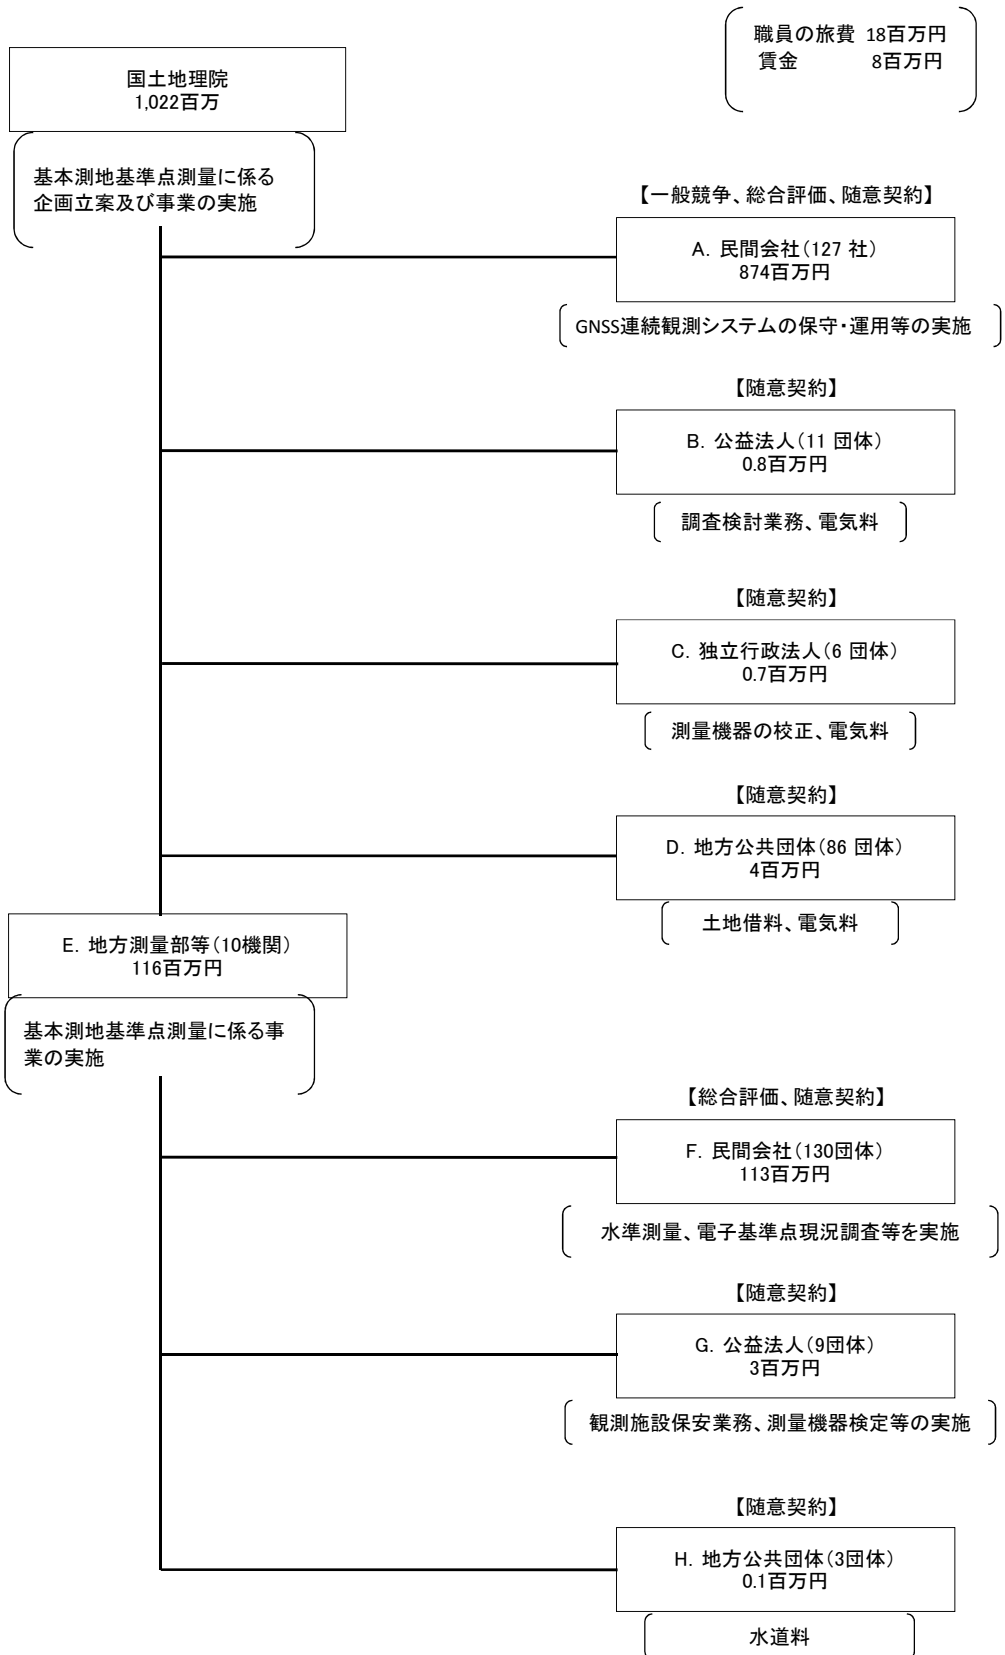 職員の旅費 18百万円
賃金 8百万円
国土地理院
1,022百万
基本測地基準点測量に係る
企画立案及び事業の実施
【一般競争、総合評価、随意契約】
A. 民間会社(127 社)
874百万円
GNSS連続観測システムの保守・運用等の実施
【随意契約】
B. 公益法人(11 団体)
0.8百万円
調査検討業務、電気料
【随意契約】
C. 独立行政法人(6 団体)
0.7百万円
測量機器の校正、電気料
【随意契約】
D. 地方公共団体(86 団体)
4百万円
土地借料、電気料
E. 地方測量部等(10機関)
116百万円
基本測地基準点測量に係る事
業の実施
【総合評価、随意契約】
F. 民間会社(130団体)
113百万円
水準測量、電子基準点現況調査等を実施
【随意契約】
G. 公益法人(9団体)
3百万円
観測施設保安業務、測量機器検定等の実施
【随意契約】
H. 地方公共団体(3団体)
0.1百万円
水道料